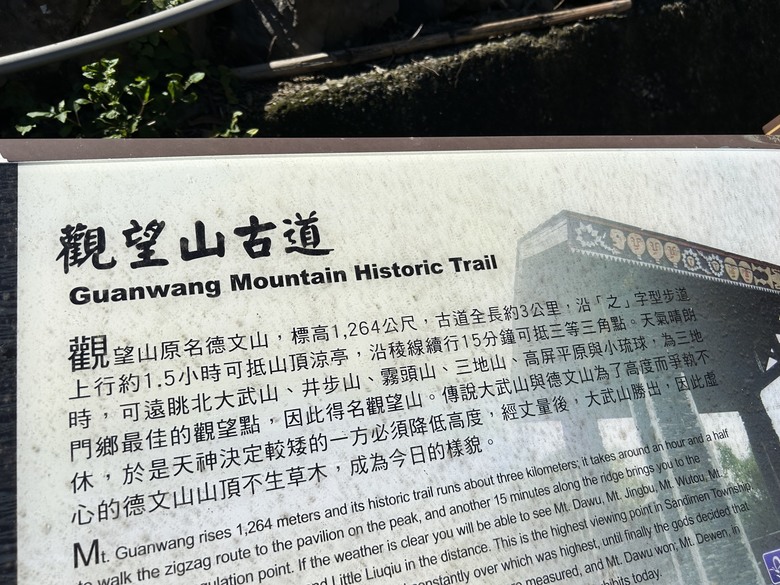 觀望山古道
Guanwang Mountain Historic Trail
觀望山原名德文山，標高1,264公尺，古道全長約3公里，沿「之」字型步道
上行約1.5小時可抵山頂涼亭，沿稜線續行15分鐘可抵三等三角點。天氣晴朗
時，可遠眺北大武山、井步山、霧頭山、三地山、高屏平原與小琉球，為三地
門鄉最佳的觀望點，因此得名觀望山。傳說大武山與德文山為了高度而爭執不
休，於是天神決定較矮的一方必須降低高度，經丈量後，大武山勝出，因此虛
心的德文山山頂不生草木，成為今日的樣貌。
Mt. Guanwang rises 1,264 meters and its historic trail runs about three kilometers; it takes around an hour and a half
to walk the zigzag route to the pavilion on the peak, and another 15 minutes along the ridge brings you to the
gulation point. If the weather is clear you will be able to see Mt. Dawu, Mt. Jingbu, Mt. Wutou, Mt.
and Little Liuqiu in the distance. This is the highest viewing point in Sandimen Township.
constantly over which was highest, until finally the gods decided that
measured, and Mt. Dawu won; Mt. Dewen, in
hibits today.